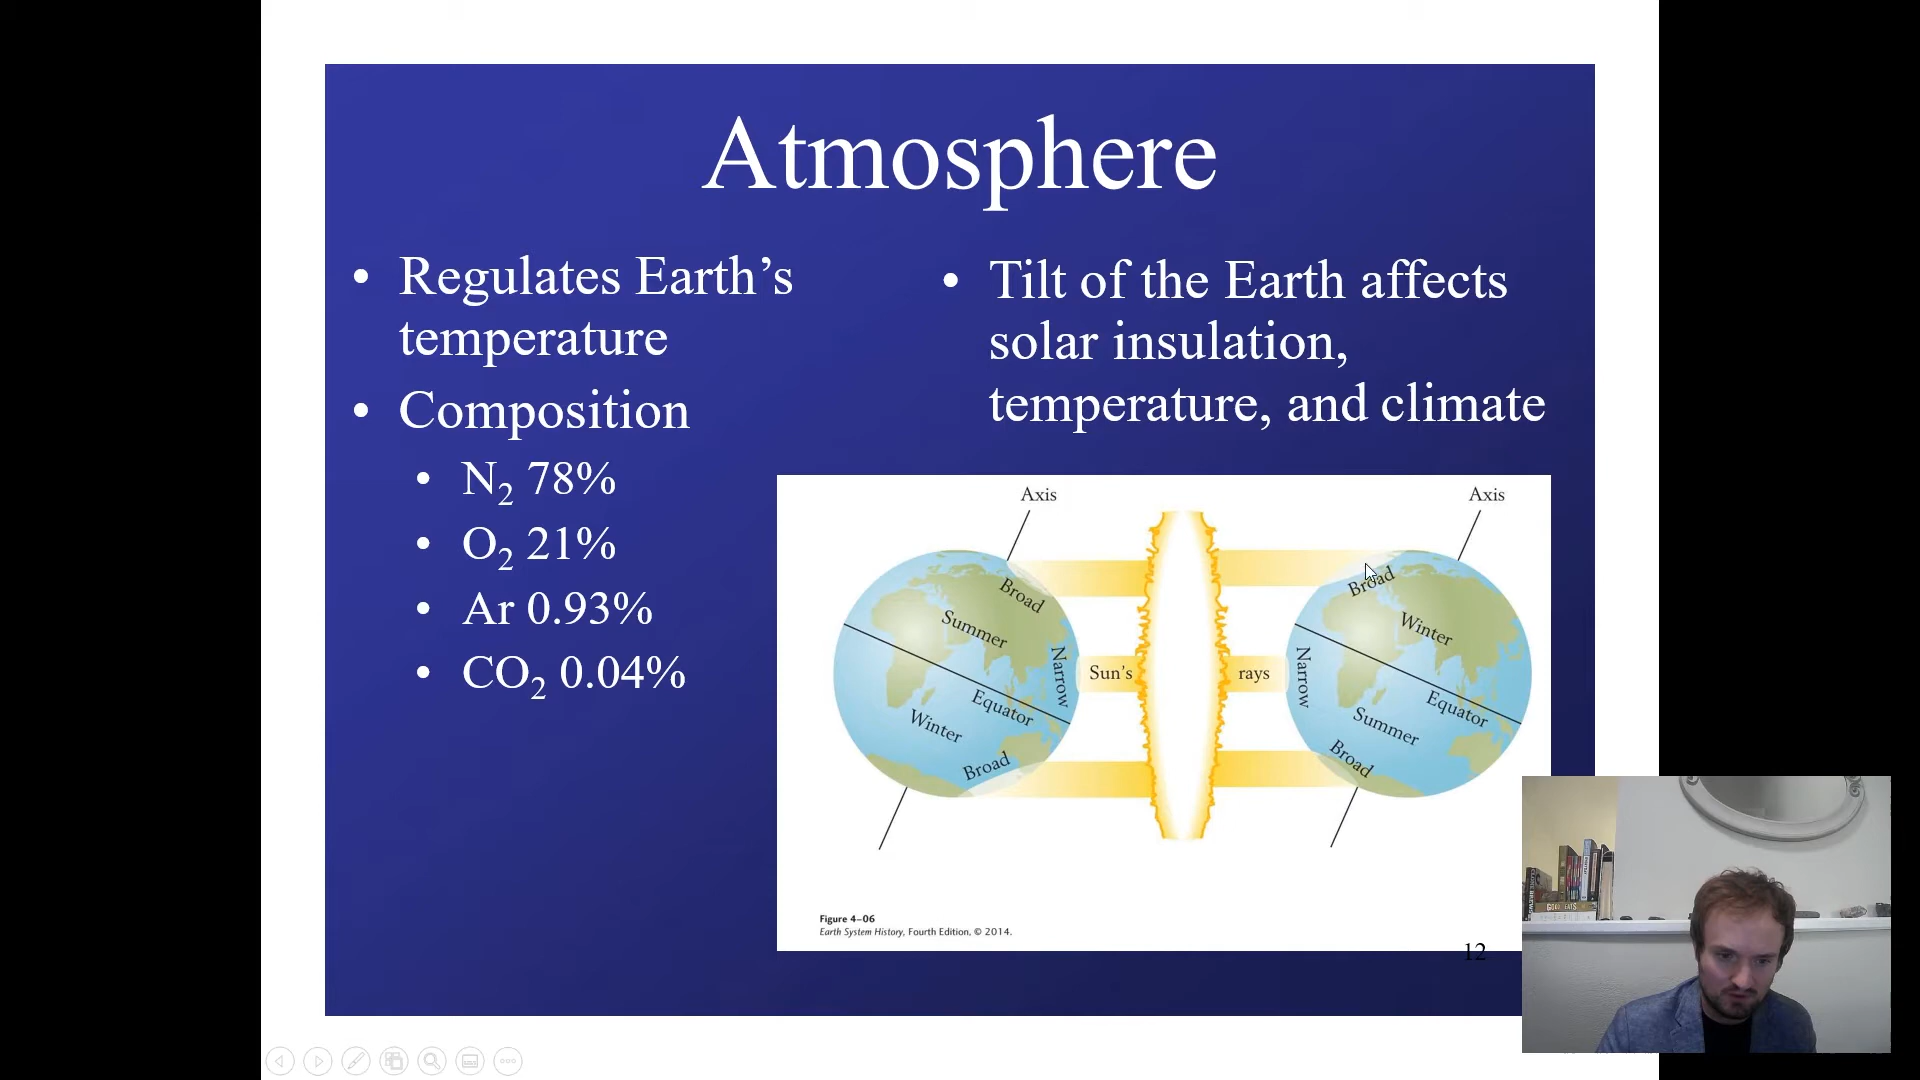 Atmosphere
• Regulates Earth’s
temperature
• Composition
• N₂ 78%
• O₂ 21%
• Ar 0.93%
• CO₂ 0.04%
• Tilt of the Earth affects
solar insulation,
temperature, and climate
Axis
Broad
Summer
Narrow
Equator
Winter
Broad
Sun's
rays
Axis
Broad
Winter
Narrow
Equator
Summer
Broad
Figure 4–06
Earth System History, Fourth Edition, © 2014.
12